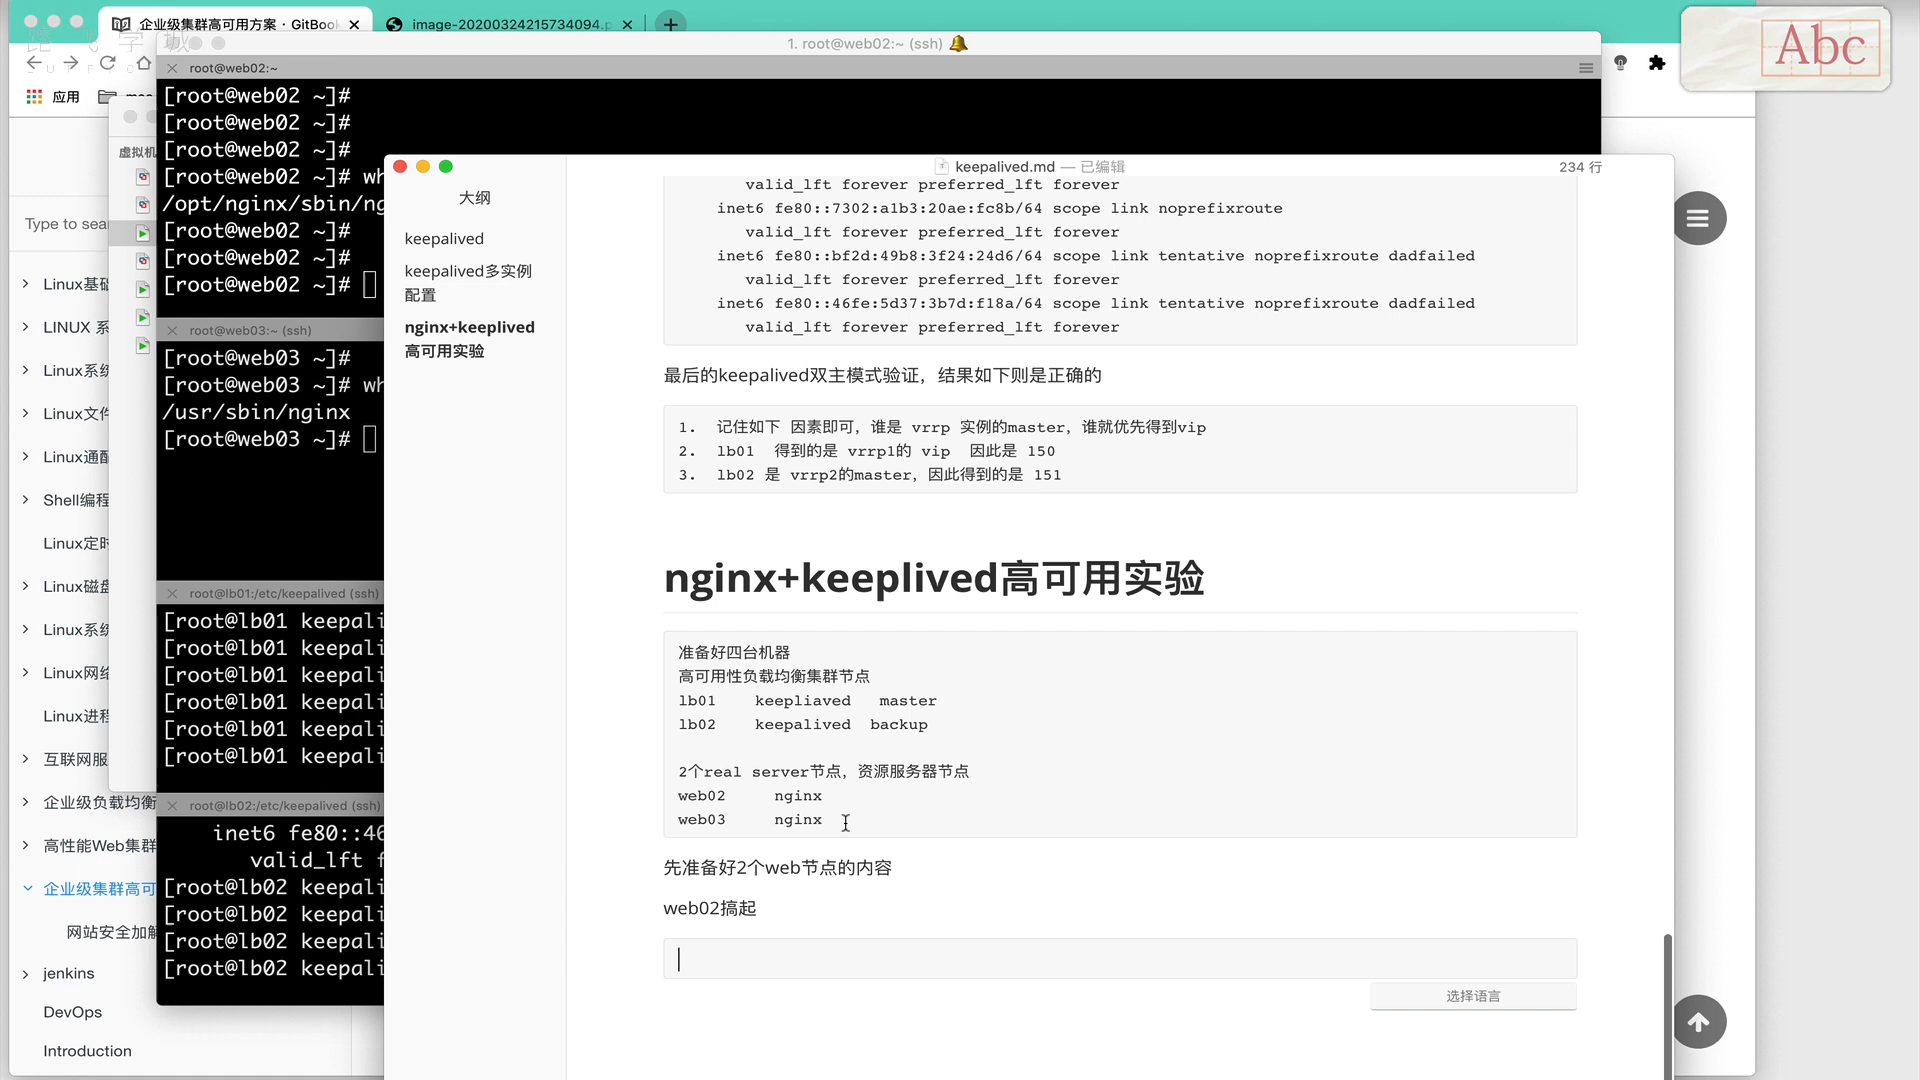 企业级集群高可用方案 · GitBook
image-20200324215734094.p
Abc
1. root@web02:~ (ssh)
应用
root@web02:~
[root@web02 ~]#
[root@web02 ~]#
[root@web02 ~]#
[root@web02 ~]# wh
/opt/nginx/sbin/ng
[root@web02 ~]#
[root@web02 ~]#
[root@web02 ~]#
root@web03:~ (ssh)
[root@web03 ~]#
[root@web03 ~]# wh
/usr/sbin/nginx
[root@web03 ~]#
root@lb01:/etc/keepalived (ssh)
[root@lb01 keepali
[root@lb01 keepali
[root@lb01 keepali
[root@lb01 keepali
[root@lb01 keepali
[root@lb01 keepali
root@lb02:/etc/keepalived (ssh)
inet6 fe80::46
valid_lft f
[root@lb02 keepali
[root@lb02 keepali
[root@lb02 keepali
[root@lb02 keepali
虚拟机
Type to sea
Linux基础
LINUX 系
Linux系统
Linux文件
Linux通配
Shell编程
Linux定时
Linux磁盘
Linux系统
Linux网络
Linux进程
互联网服
企业级负载均衡
高性能Web集群
企业级集群高可
网站安全加解
jenkins
DevOps
Introduction
keepalived.md — 已编辑
234 行
大纲
keepalived
keepalived多实例
配置
nginx+keeplived
高可用实验
valid_lft forever preferred_lft forever
inet6 fe80::7302:a1b3:20ae:fc8b/64 scope link noprefixroute
valid_lft forever preferred_lft forever
inet6 fe80::bf2d:49b8:3f24:24d6/64 scope link tentative noprefixroute dadfailed
valid_lft forever preferred_lft forever
inet6 fe80::46fe:5d37:3b7d:f18a/64 scope link tentative noprefixroute dadfailed
valid_lft forever preferred_lft forever
最后的keepalived双主模式验证，结果如下则是正确的
1. 记住如下 因素即可，谁是 vrrp 实例的master，谁就优先得到vip
2. lb01 得到的是 vrrp1的 vip 因此是 150
3. lb02 是 vrrp2的master，因此得到的是 151
nginx+keeplived高可用实验
准备好四台机器
高可用性负载均衡集群节点
lb01 keepliaved master
lb02 keepalived backup
2个real server节点，资源服务器节点
web02 nginx
web03 nginx
先准备好2个web节点的内容
web02搞起
选择语言